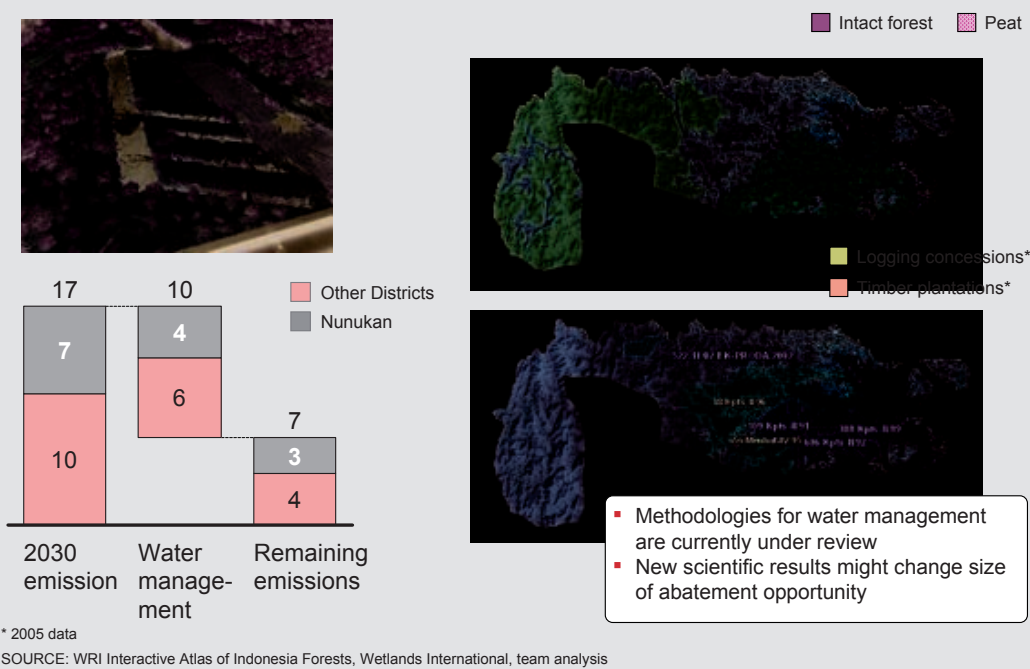 Intact forest
Peat
Logging concessions*
Timber plantations*
17
10
Other Districts
Nunukan
7
4
6
10
7
3
4
2030
emission
Water
manage-
ment
Remaining
emissions
▪ Methodologies for water management
are currently under review
▪ New scientific results might change size
of abatement opportunity
* 2005 data
SOURCE: WRI Interactive Atlas of Indonesia Forests, Wetlands International, team analysis